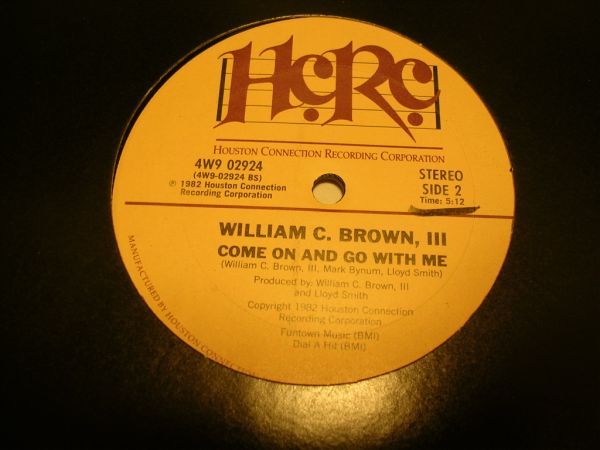 HCRC
HOUSTON CONNECTION RECORDING CORPORATION
4W9 02924
(4W9-02924 BS)
℗ 1982 Houston Connection
Recording Corporation
STEREO
SIDE 2
Time: 5:12
WILLIAM C. BROWN, III
COME ON AND GO WITH ME
(William C. Brown, III, Mark Bynum, Lloyd Smith)
Produced by: William C. Brown, III
and Lloyd Smith
Copyright 1982 Houston Connection
Recording Corporation
Funtown Music (BMI)
Dial A Hit (BMI)
MANUFACTURED BY HOUSTON CONNECTION